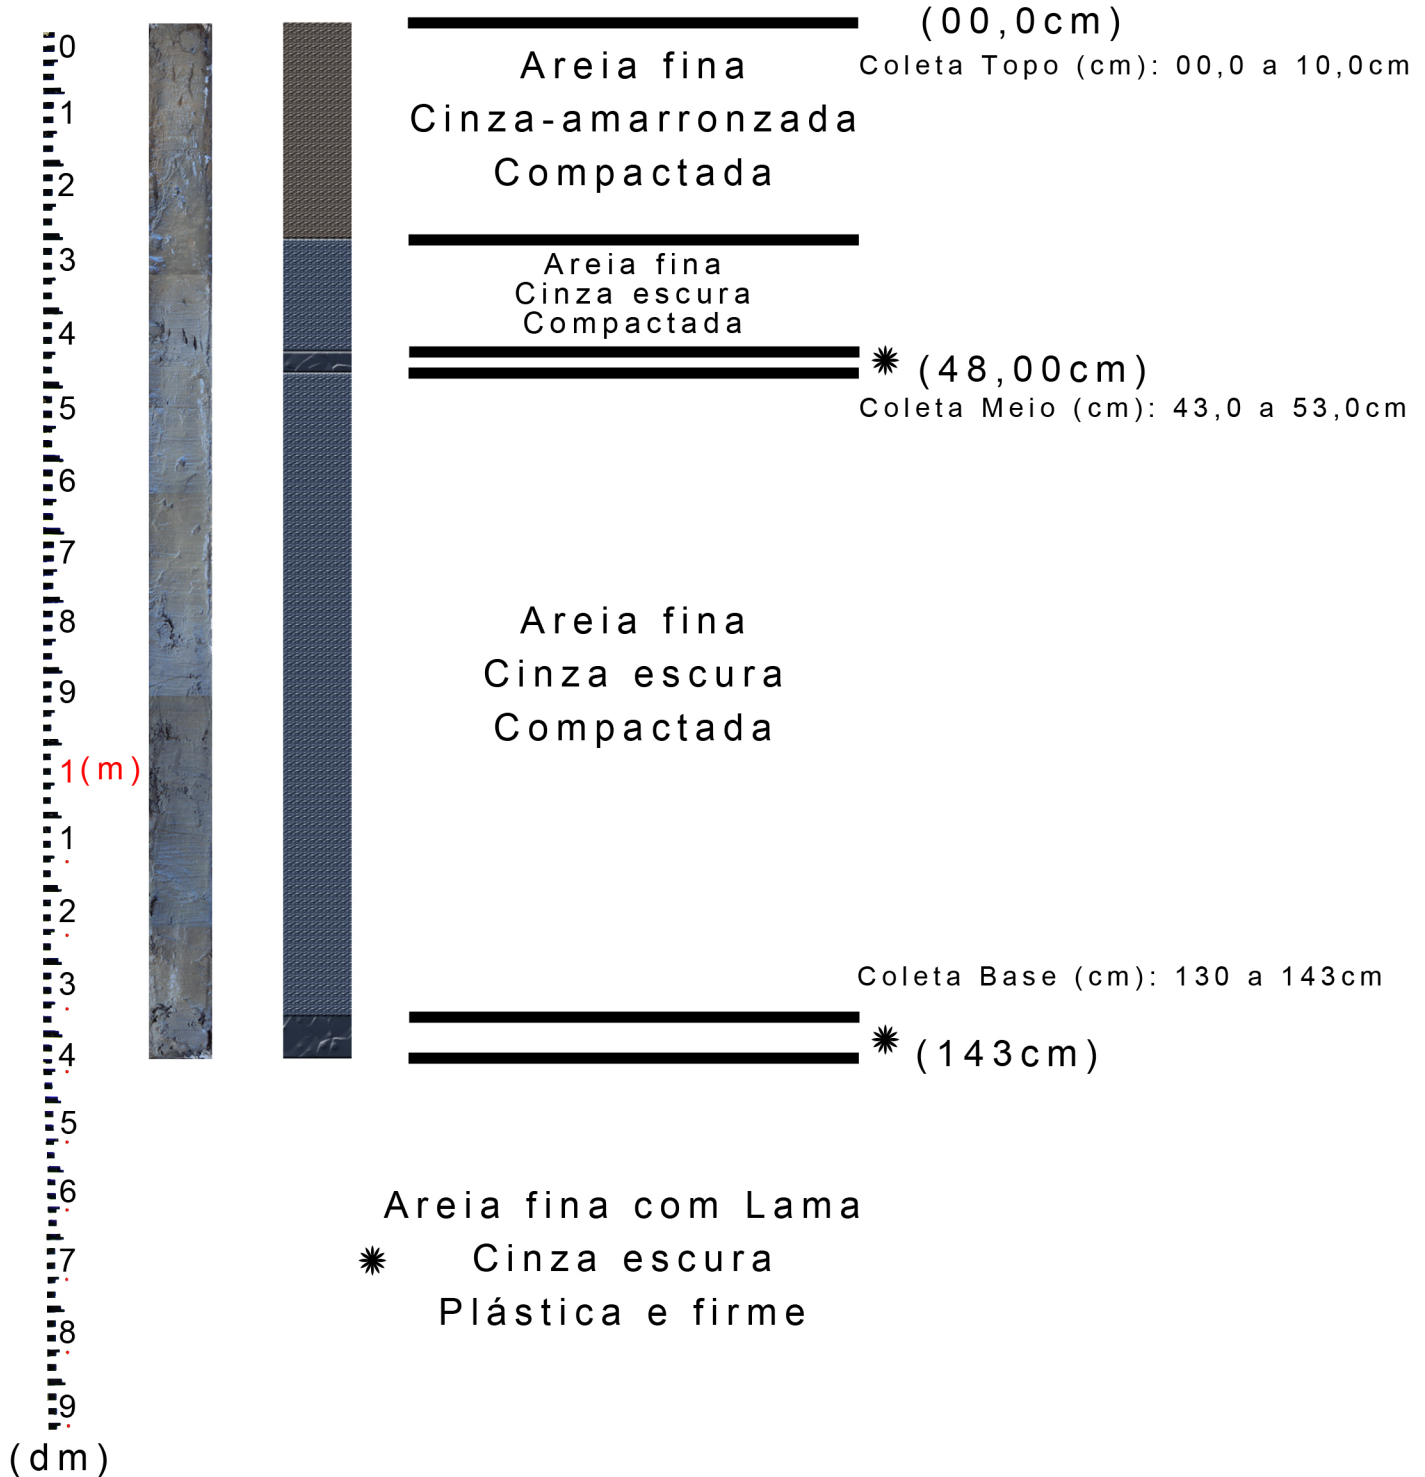 (00,0cm)
Coleta Topo (cm): 00,0 a 10,0cm
Areia fina
Cinza-amarronzada
Compactada
Areia fina
Cinza escura
Compactada
(48,00cm)
Coleta Meio (cm): 43,0 a 53,0cm
Areia fina
Cinza escura
Compactada
Coleta Base (cm): 130 a 143cm
(143cm)
Areia fina com Lama
Cinza escura
Plástica e firme
0
1
2
3
4
5
6
7
8
9
1(m)
1
2
3
4
5
6
7
8
9
(dm)